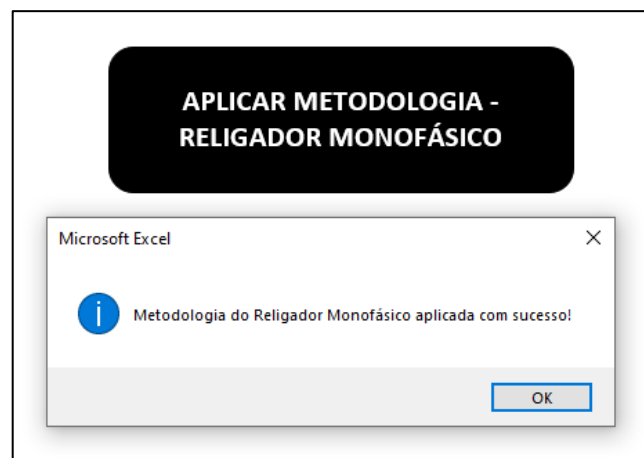 APLICAR METODOLOGIA -
RELIGADOR MONOFÁSICO
Microsoft Excel
Metodologia do Religador Monofásico aplicada com sucesso!
OK